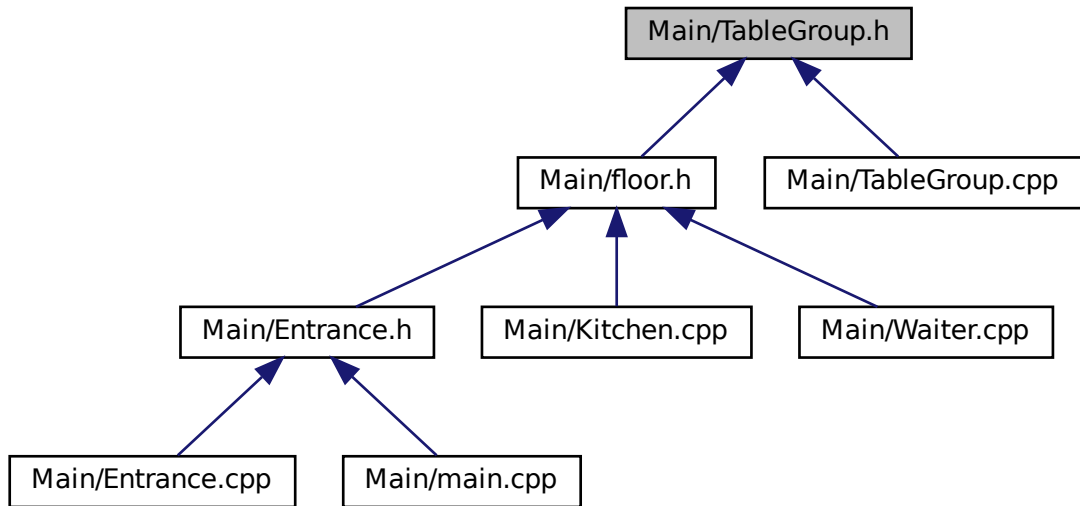 Main/TableGroup.h
Main/floor.h
Main/TableGroup.cpp
Main/Entrance.h
Main/Kitchen.cpp
Main/Waiter.cpp
Main/Entrance.cpp
Main/main.cpp